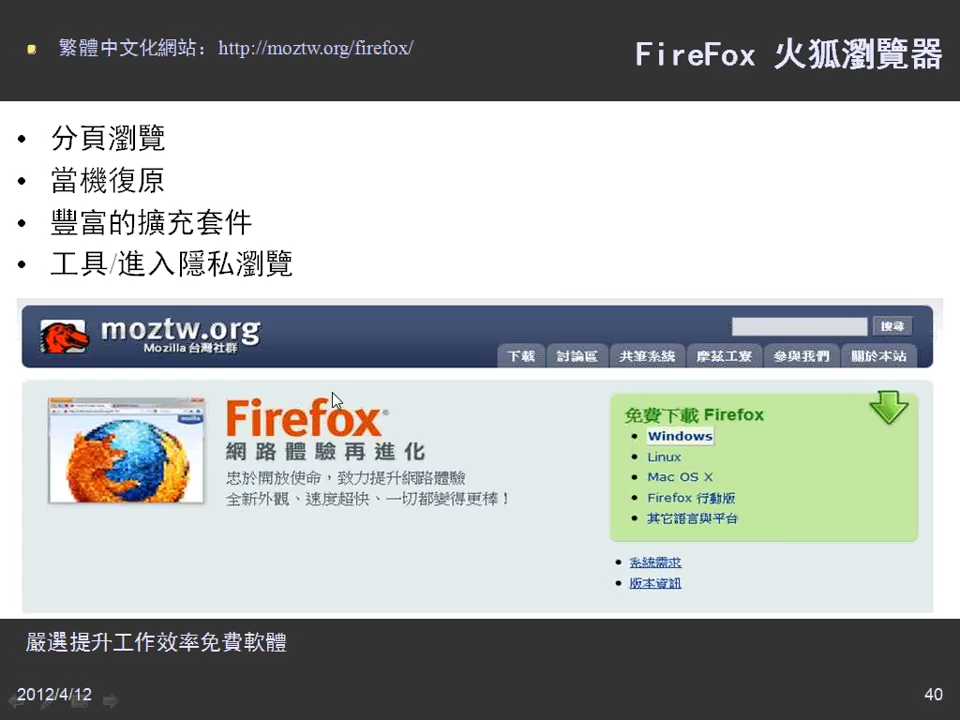 繁體中文化網站：http://moztw.org/firefox/
FireFox 火狐瀏覽器
• 分頁瀏覽
• 當機復原
• 豐富的擴充套件
• 工具/進入隱私瀏覽
moztw.org
Mozilla 台灣社群
搜尋
下載 討論區 共筆系統 摩茲工寮 參與我們 關於本站
Firefox
網路體驗再進化
忠於開放使命，致力提升網路體驗
全新外觀、速度超快、一切都變得更棒！
免費下載 Firefox
• Windows
• Linux
• Mac OS X
• Firefox 行動版
• 其它語言與平台
• 系統需求
• 版本資訊
嚴選提升工作效率免費軟體
2012/4/12
40